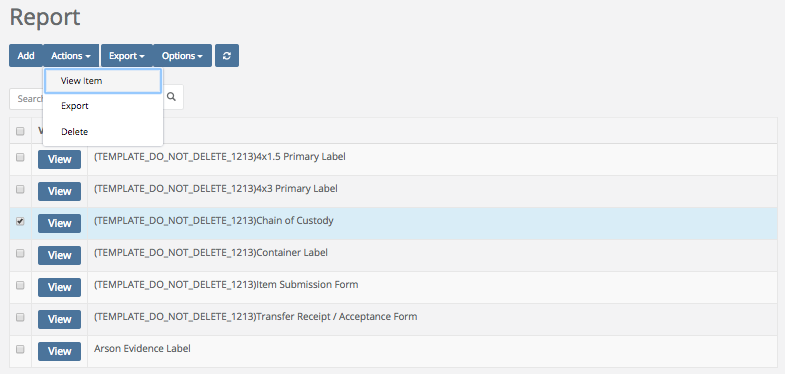 Report
Add Actions Export Options
View Item
Search
Export
Delete
V
View (TEMPLATE_DO_NOT_DELETE_1213)4x1.5 Primary Label
View (TEMPLATE_DO_NOT_DELETE_1213)4x3 Primary Label
View (TEMPLATE_DO_NOT_DELETE_1213)Chain of Custody
View (TEMPLATE_DO_NOT_DELETE_1213)Container Label
View (TEMPLATE_DO_NOT_DELETE_1213)Item Submission Form
View (TEMPLATE_DO_NOT_DELETE_1213)Transfer Receipt / Acceptance Form
View Arson Evidence Label